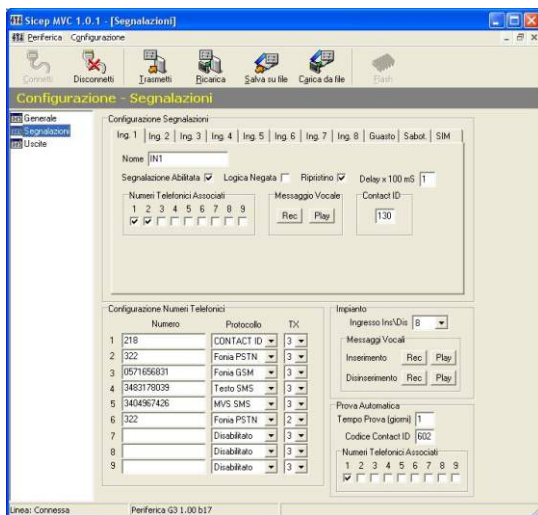 Sicep MVC 1.0.1 - [Segnalazioni]
Periferica Configurazione
Connetti Disconnetti Trasmetti Ricarica Salva su file Carica da file Flash
Configurazione - Segnalazioni
Generale
Segnalazioni
Uscite
Configurazione Segnalazioni
Ing. 1 Ing. 2 Ing. 3 Ing. 4 Ing. 5 Ing. 6 Ing. 7 Ing. 8 Guasto Sabot. SIM
Nome IN1
Segnalazione Abilitata Logica Negata Ripristino Delay x 100 mS 1
Numeri Telefonici Associati Messaggio Vocale Contact ID
1 2 3 4 5 6 7 8 9
Rec Play 130
Configurazione Numeri Telefonici
Numero Protocollo TX
1 218 CONTACT ID 3
2 322 Fonia PSTN 3
3 0571656831 Fonia GSM 3
4 3483178039 Testo SMS 3
5 3404967426 MVS SMS 3
6 322 Fonia PSTN 2
7 Disabilitato 3
8 Disabilitato 3
9 Disabilitato 3
Impianto
Ingresso Ins\Dis 8
Messaggi Vocali
Inserimento Rec Play
Disinserimento Rec Play
Prova Automatica
Tempo Prova (giorni) 1
Codice Contact ID 602
Numeri Telefonici Associati
1 2 3 4 5 6 7 8 9
Linea: Connessa Periferica G3 1.00 b17